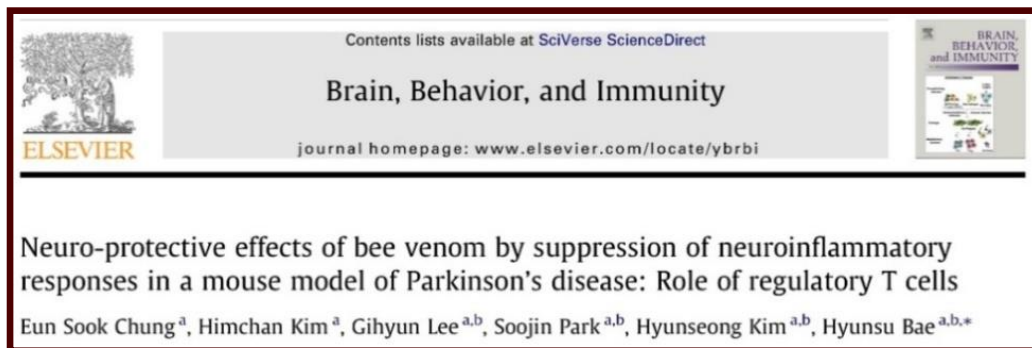 Contents lists available at SciVerse ScienceDirect
Brain, Behavior, and Immunity
journal homepage: www.elsevier.com/locate/ybrbi
ELSEVIER
BRAIN,
BEHAVIOR,
and IMMUNITY
Neuro-protective effects of bee venom by suppression of neuroinflammatory
responses in a mouse model of Parkinson's disease: Role of regulatory T cells
Eun Sook Chung a, Himchan Kim a, Gihyun Lee a,b, Soojin Park a,b, Hyunseong Kim a,b, Hyunsu Bae a,b,*